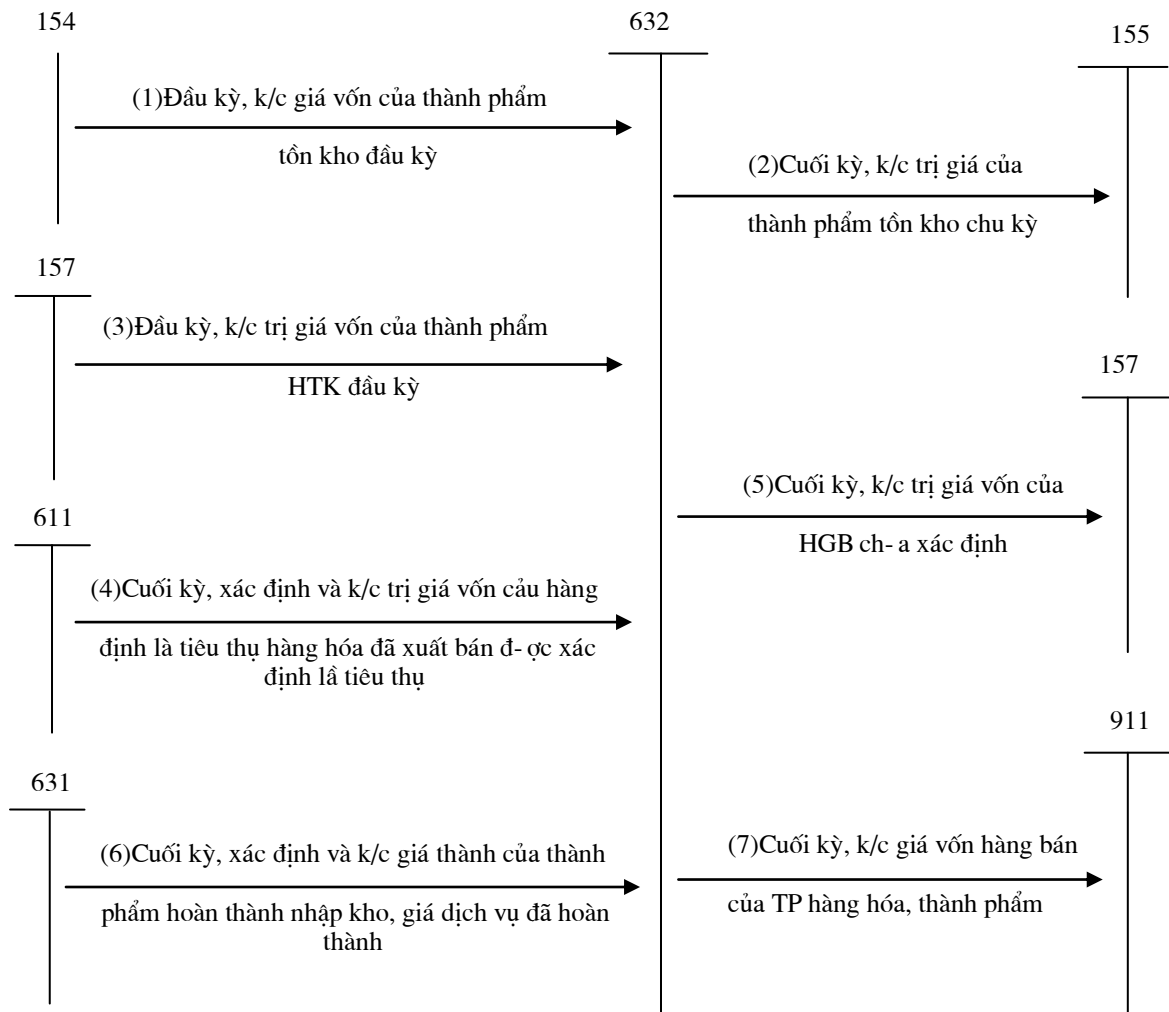 154
632
155
(1)Đầu kỳ, k/c giá vốn của thành phẩm
tồn kho đầu kỳ
(2)Cuối kỳ, k/c trị giá của
thành phẩm tồn kho chu kỳ
157
(3)Đầu kỳ, k/c trị giá vốn của thành phẩm
HTK đầu kỳ
157
(5)Cuối kỳ, k/c trị giá vốn của
HGB ch- a xác định
611
(4)Cuối kỳ, xác định và k/c trị giá vốn cảu hàng
định là tiêu thụ hàng hóa đã xuất bán đ- ợc xác
định lầ tiêu thụ
911
631
(6)Cuối kỳ, xác định và k/c giá thành của thành
phẩm hoàn thành nhập kho, giá dịch vụ đã hoàn
thành
(7)Cuối kỳ, k/c giá vốn hàng bán
của TP hàng hóa, thành phẩm